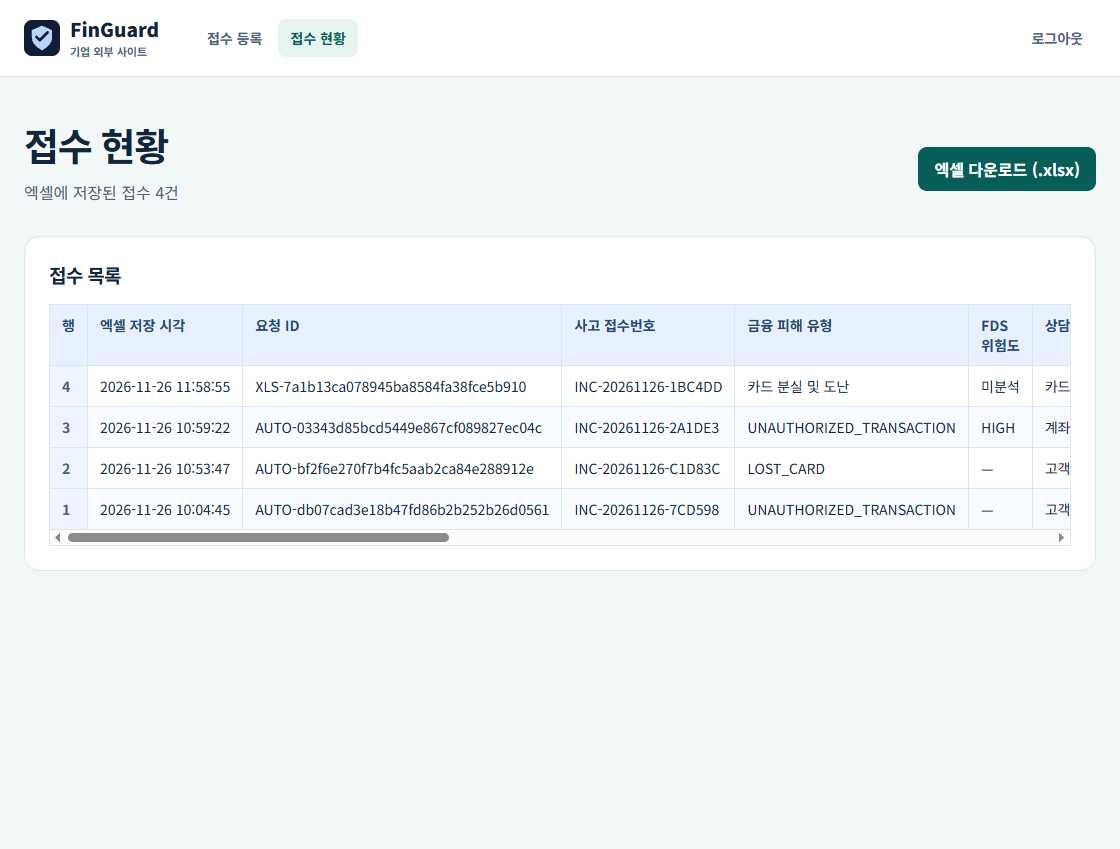 FinGuard
기업 외부 사이트
접수 등록
접수 현황
로그아웃
접수 현황
엑셀에 저장된 접수 4건
엑셀 다운로드 (.xlsx)
접수 목록
행 엑셀 저장 시각 요청 ID 사고 접수번호 금융 피해 유형 FDS 위험도 상담
4 2026-11-26 11:58:55 XLS-7a1b13ca078945ba8584fa38fce5b910 INC-20261126-1BC4DD 카드 분실 및 도난 미분석 카드
3 2026-11-26 10:59:22 AUTO-03343d85bcd5449e867cf089827ec04c INC-20261126-2A1DE3 UNAUTHORIZED_TRANSACTION HIGH 계좌
2 2026-11-26 10:53:47 AUTO-bf2f6e270f7b4fc5aab2ca84e288912e INC-20261126-C1D83C LOST_CARD — 고객
1 2026-11-26 10:04:45 AUTO-db07cad3e18b47fd86b2b252b26d0561 INC-20261126-7CD598 UNAUTHORIZED_TRANSACTION — 고객